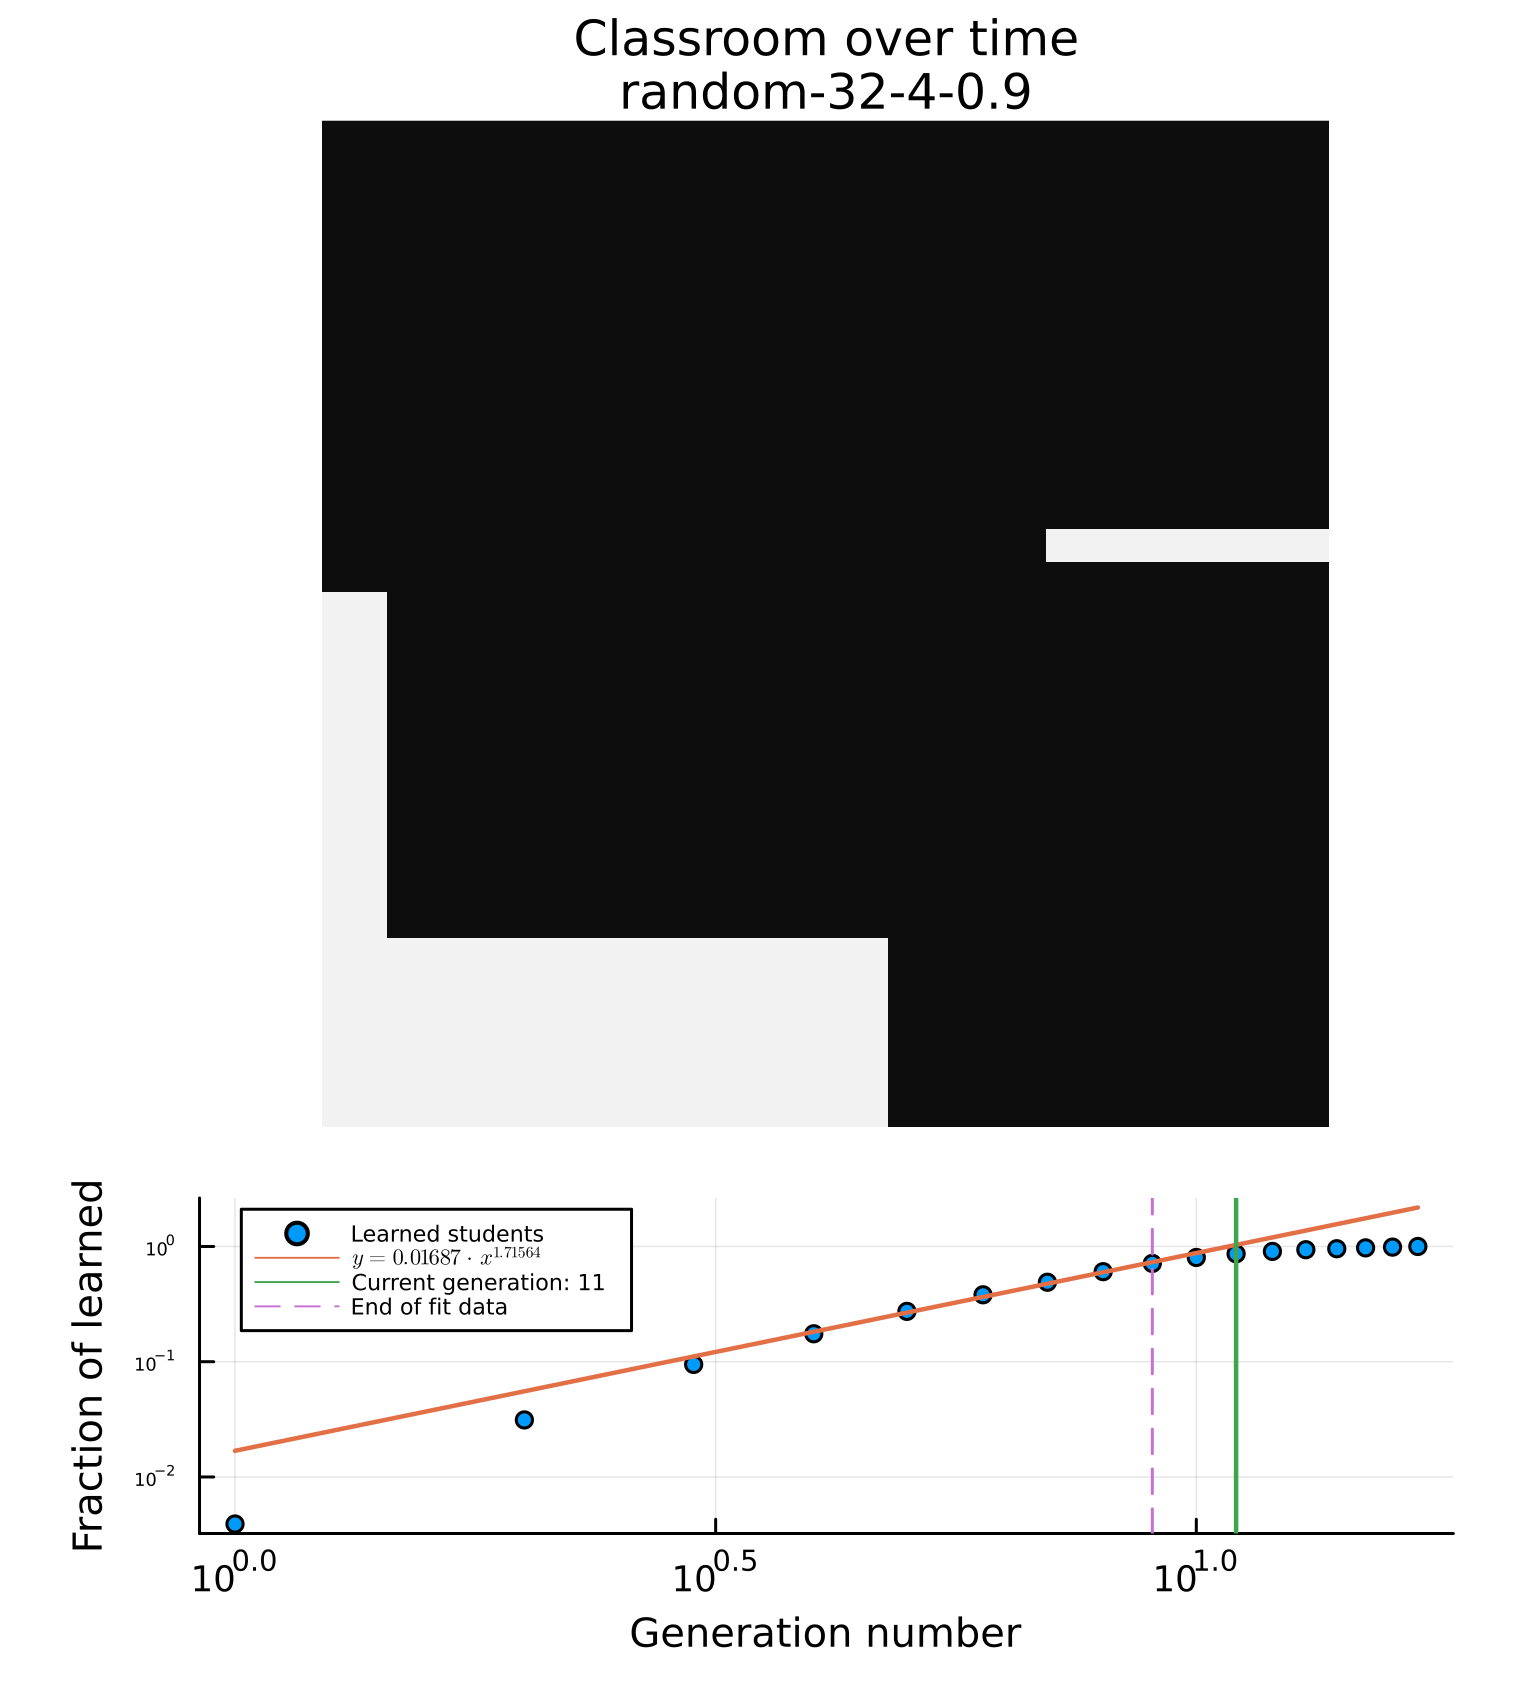 Classroom over time
random-32-4-0.9
Fraction of learned
10^0
10^-1
10^-2
Learned students
y = 0.01687 · x^1.71564
Current generation: 11
End of fit data
10^0.0
10^0.5
10^1.0
Generation number